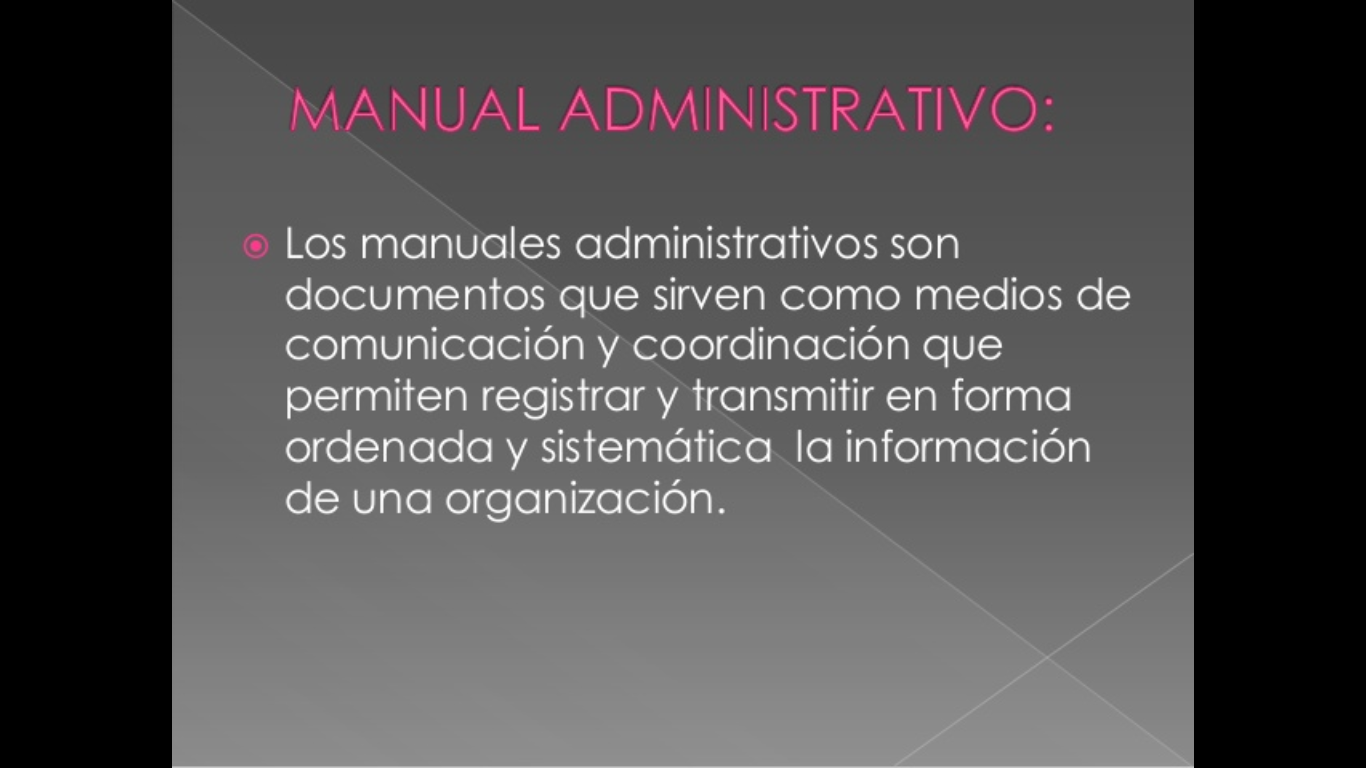 MANUAL ADMINISTRATIVO:
Los manuales administrativos son
documentos que sirven como medios de
comunicación y coordinación que
permiten registrar y transmitir en forma
ordenada y sistemática  la información
de una organización.